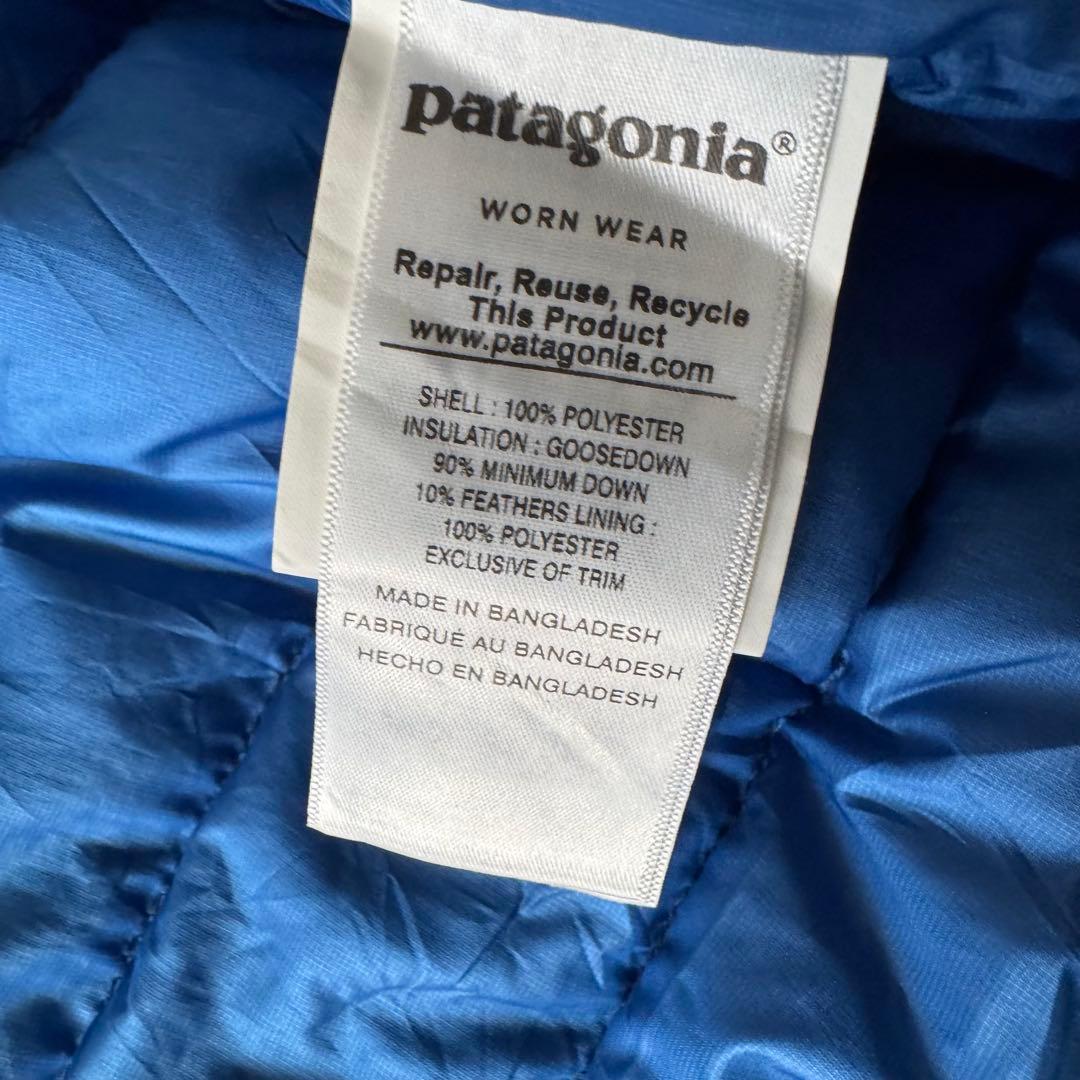 patagonia®
WORN WEAR
Repair, Reuse, Recycle
This Product
www.patagonia.com
SHELL : 100% POLYESTER
INSULATION : GOOSEDOWN
90% MINIMUM DOWN
10% FEATHERS LINING :
100% POLYESTER
EXCLUSIVE OF TRIM
MADE IN BANGLADESH
FABRIQUÉ AU BANGLADESH
HECHO EN BANGLADESH